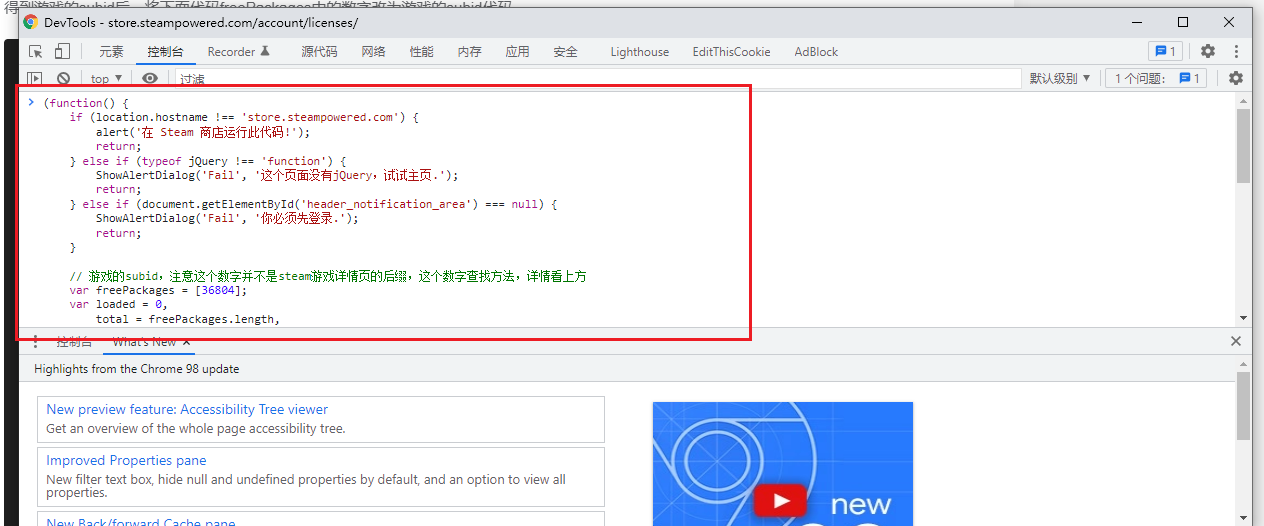 得到游戏的subid后，将下面代码freePackages中的数字改为游戏的subid代码
DevTools - store.steampowered.com/account/licenses/
元素 控制台 Recorder 源代码 网络 性能 内存 应用 安全 Lighthouse EditThisCookie AdBlock 1
top ▼ 过滤 默认级别 ▼ 1 个问题: 1
> (function() {
if (location.hostname !== 'store.steampowered.com') {
alert('在 Steam 商店运行此代码!');
return;
} else if (typeof jQuery !== 'function') {
ShowAlertDialog('Fail', '这个页面没有jQuery，试试主页.');
return;
} else if (document.getElementById('header_notification_area') === null) {
ShowAlertDialog('Fail', '你必须先登录.');
return;
}
// 游戏的subid，注意这个数字并不是steam游戏详情页的后缀，这个数字查找方法，详情看上方
var freePackages = [36804];
var loaded = 0,
total = freePackages.length,
控制台 What's New ×
Highlights from the Chrome 98 update
New preview feature: Accessibility Tree viewer
Get an overview of the whole page accessibility tree.
Improved Properties pane
New filter text box, hide null and undefined properties by default, and an option to view all
properties.
New Back/forward Cache pane
new